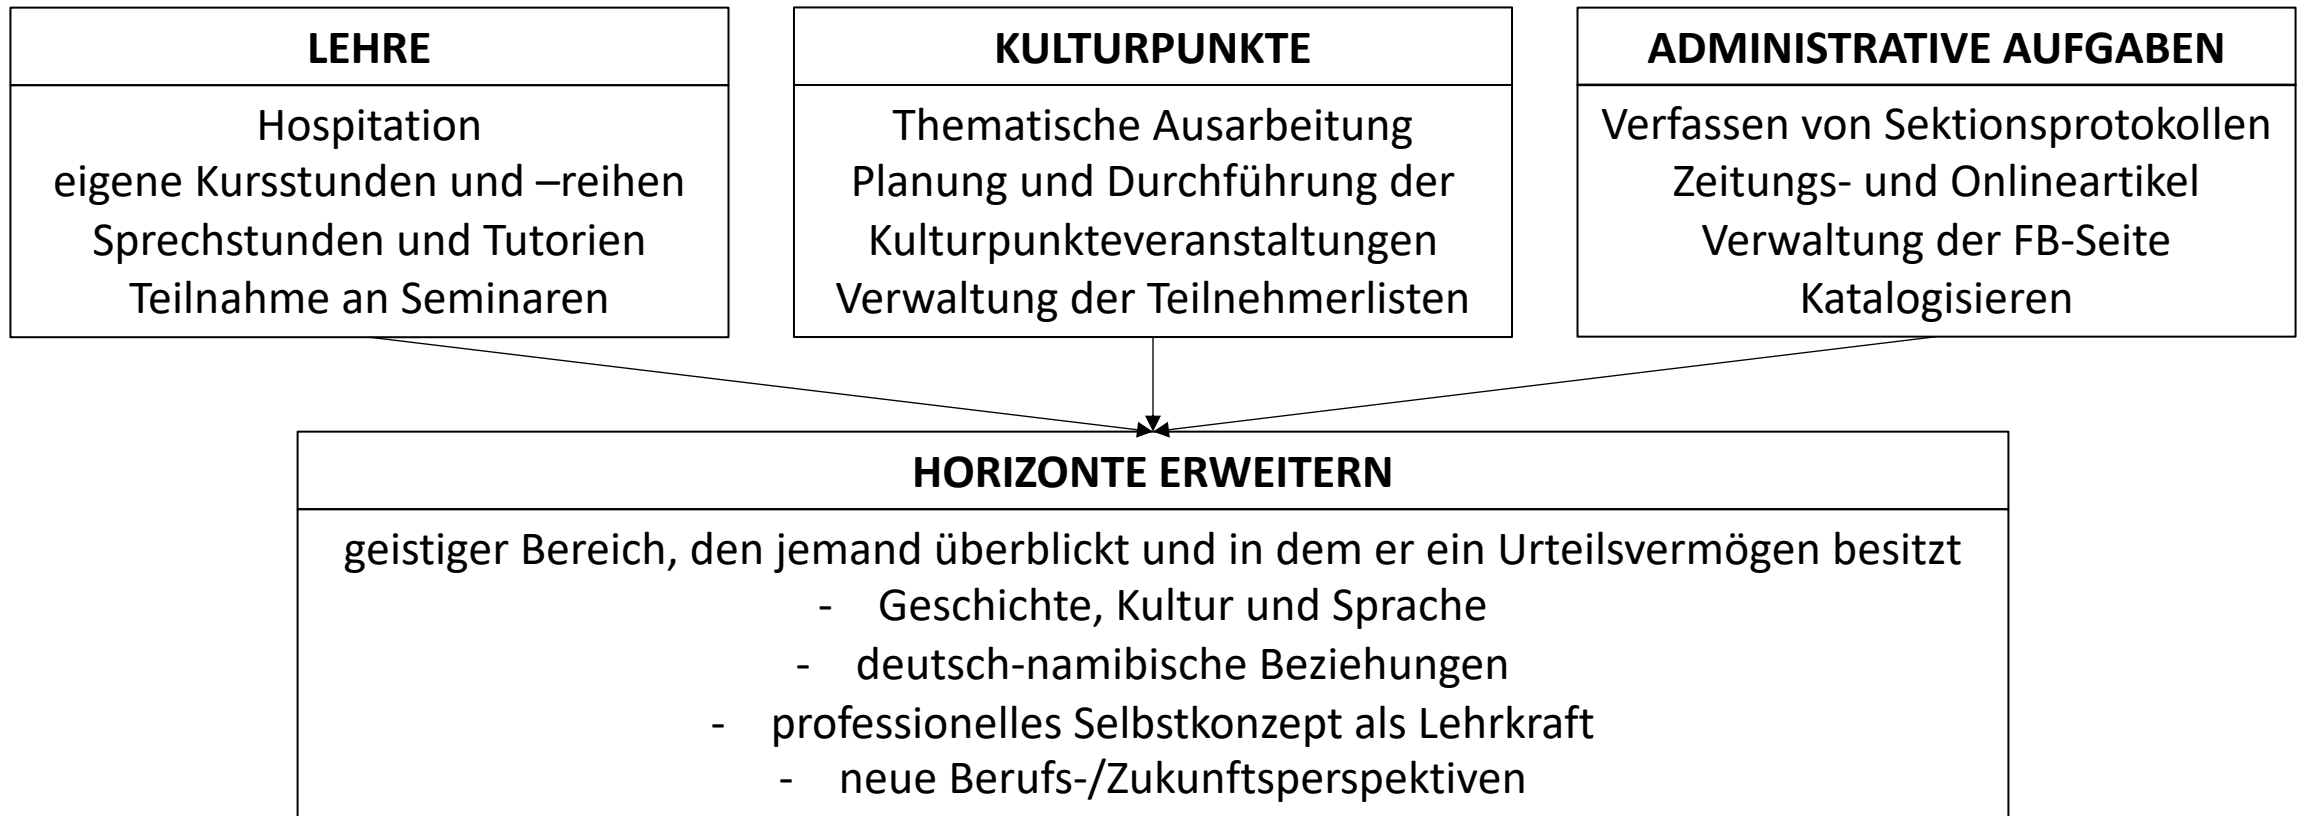 LEHRE
Hospitation
eigene Kursstunden und –reihen
Sprechstunden und Tutorien
Teilnahme an Seminaren
KULTURPUNKTE
Thematische Ausarbeitung
Planung und Durchführung der
Kulturpunkteveranstaltungen
Verwaltung der Teilnehmerlisten
ADMINISTRATIVE AUFGABEN
Verfassen von Sektionsprotokollen
Zeitungs- und Onlineartikel
Verwaltung der FB-Seite
Katalogisieren
HORIZONTE ERWEITERN
geistiger Bereich, den jemand überblickt und in dem er ein Urteilsvermögen besitzt
- Geschichte, Kultur und Sprache
- deutsch-namibische Beziehungen
- professionelles Selbstkonzept als Lehrkraft
- neue Berufs-/Zukunftsperspektiven